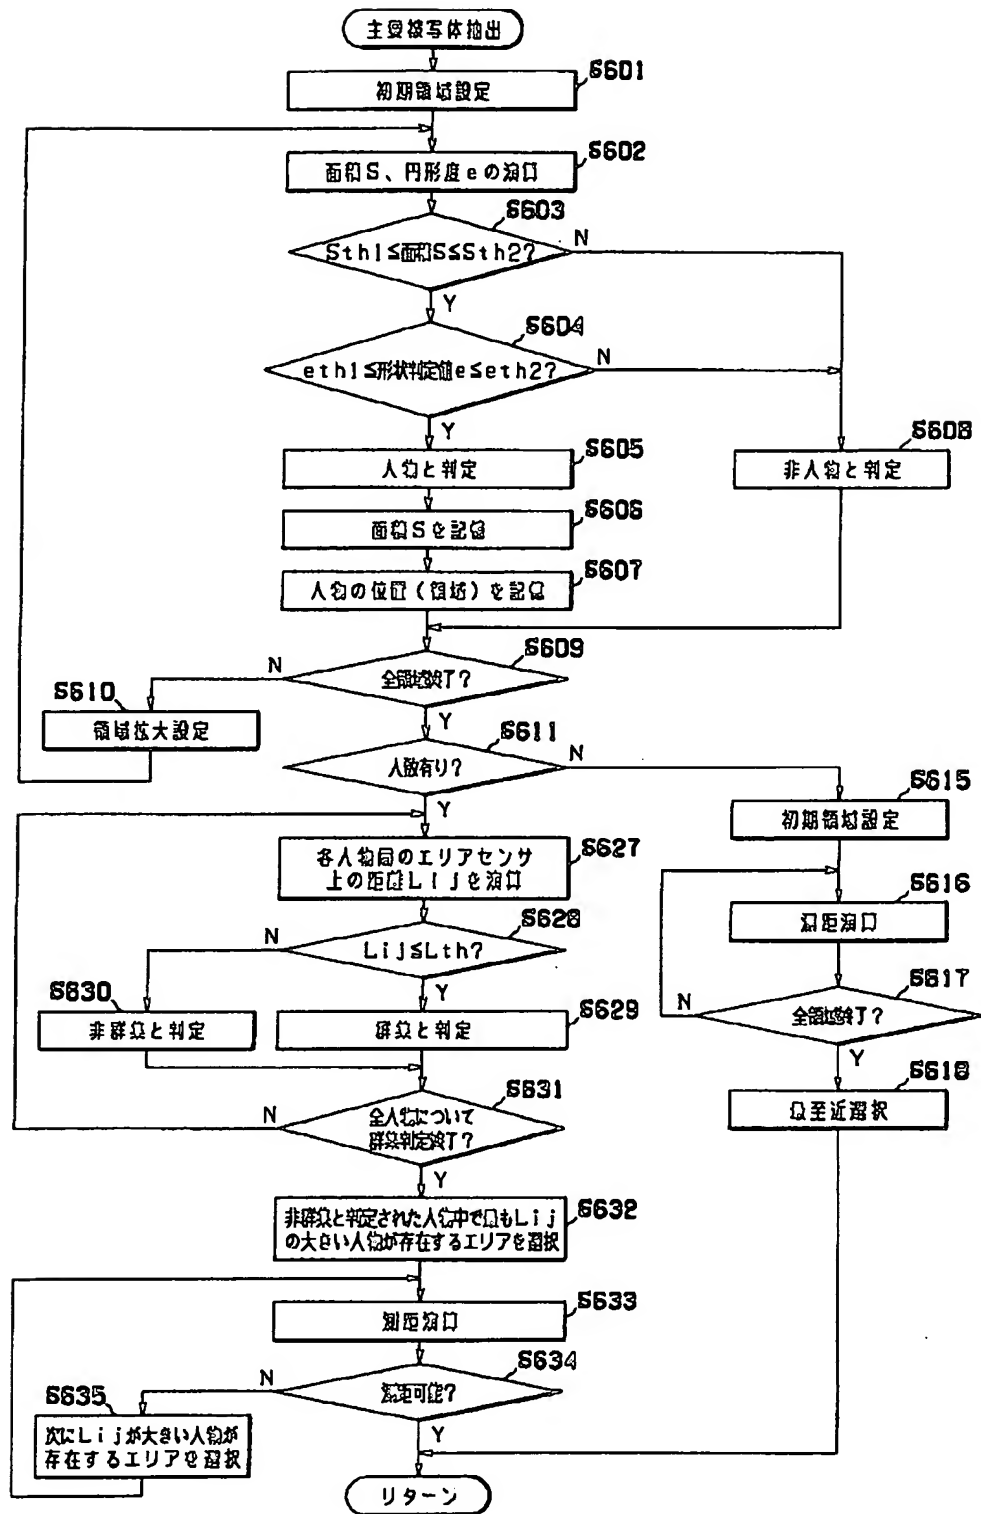 主要被写体抽出
S601
初期領域設定
S602
面積S、円形度eの演算
S603
Sth1≤面積S≤Sth2?
N
Y
S604
eth1≤形状判定値e≤eth2?
N
Y
S605
人物と判定
S608
非人物と判定
S606
面積Sを記憶
S607
人物の位置(領域)を記憶
S609
全領域終了?
N
Y
S610
領域拡大設定
S611
人物有り?
N
Y
S615
初期領域設定
S627
各人物間のエリアセンサ
上の距離Lijを演算
S616
測距演算
S628
Lij≤Lth?
N
Y
S617
全領域終了?
N
Y
S630
非群集と判定
S629
群集と判定
S618
最至近選択
S631
全人物について
群集判定終了?
N
Y
S632
非群集と判定された人物中で最もLij
の大きい人物が存在するエリアを選択
S633
測距演算
S634
測距可能?
N
Y
S635
次にLijが大きい人物が
存在するエリアを選択
リターン